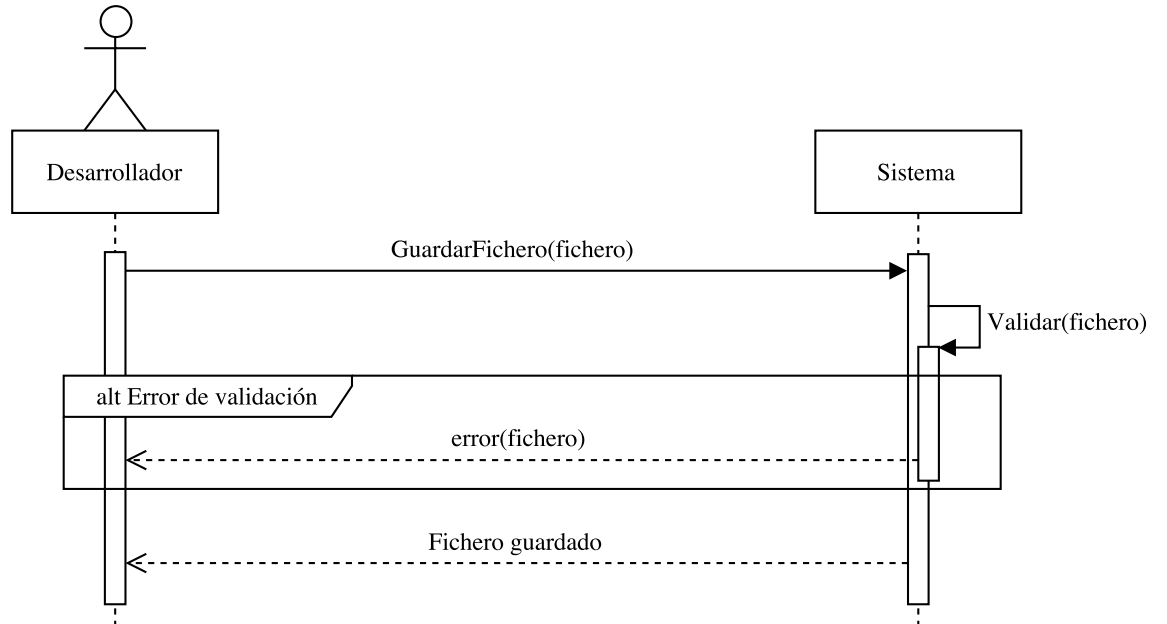 Desarrollador
Sistema
GuardarFichero(fichero)
Validar(fichero)
alt Error de validación
error(fichero)
Fichero guardado